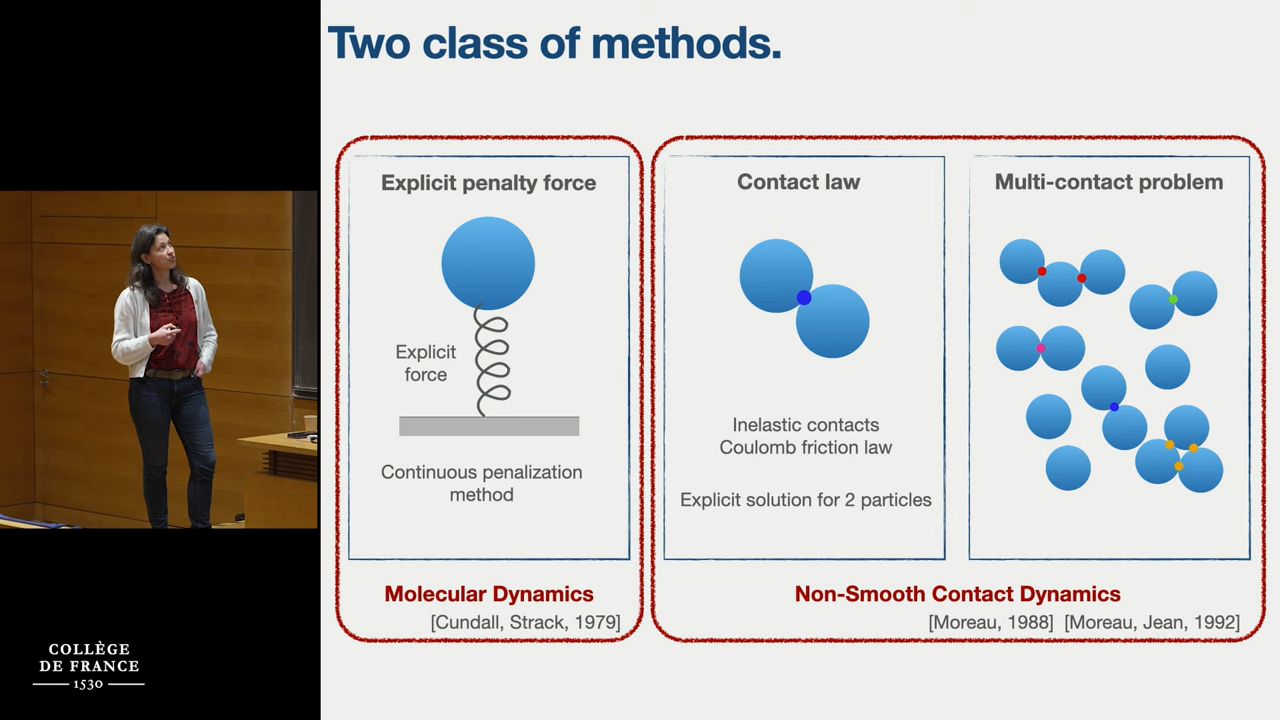 Two class of methods.
Explicit penalty force
Explicit
force
Continuous penalization
method
Molecular Dynamics
[Cundall, Strack, 1979]
Contact law
Inelastic contacts
Coulomb friction law
Explicit solution for 2 particles
Multi-contact problem
Non-Smooth Contact Dynamics
[Moreau, 1988] [Moreau, Jean, 1992]
COLLÈGE
DE FRANCE
1530